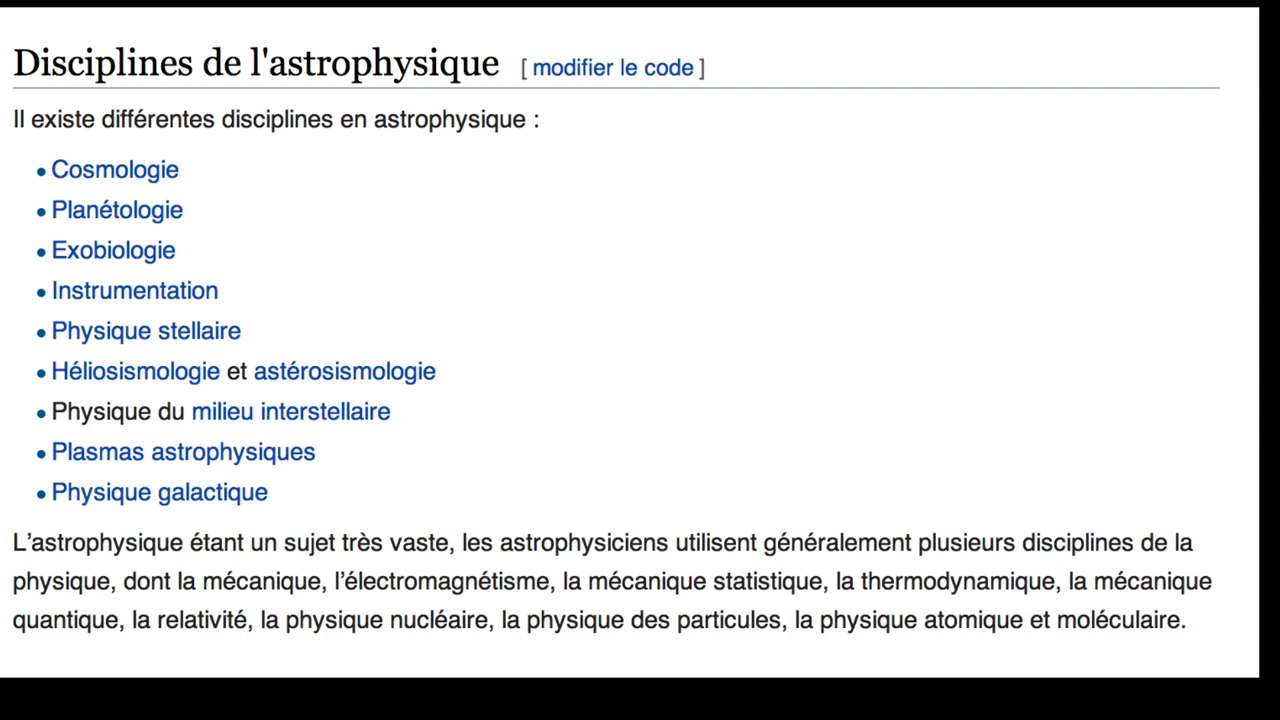 Disciplines de l'astrophysique [ modifier le code ]
Il existe différentes disciplines en astrophysique :
• Cosmologie
• Planétologie
• Exobiologie
• Instrumentation
• Physique stellaire
• Héliosismologie et astérosismologie
• Physique du milieu interstellaire
• Plasmas astrophysiques
• Physique galactique
L’astrophysique étant un sujet très vaste, les astrophysiciens utilisent généralement plusieurs disciplines de la
physique, dont la mécanique, l’électromagnétisme, la mécanique statistique, la thermodynamique, la mécanique
quantique, la relativité, la physique nucléaire, la physique des particules, la physique atomique et moléculaire.